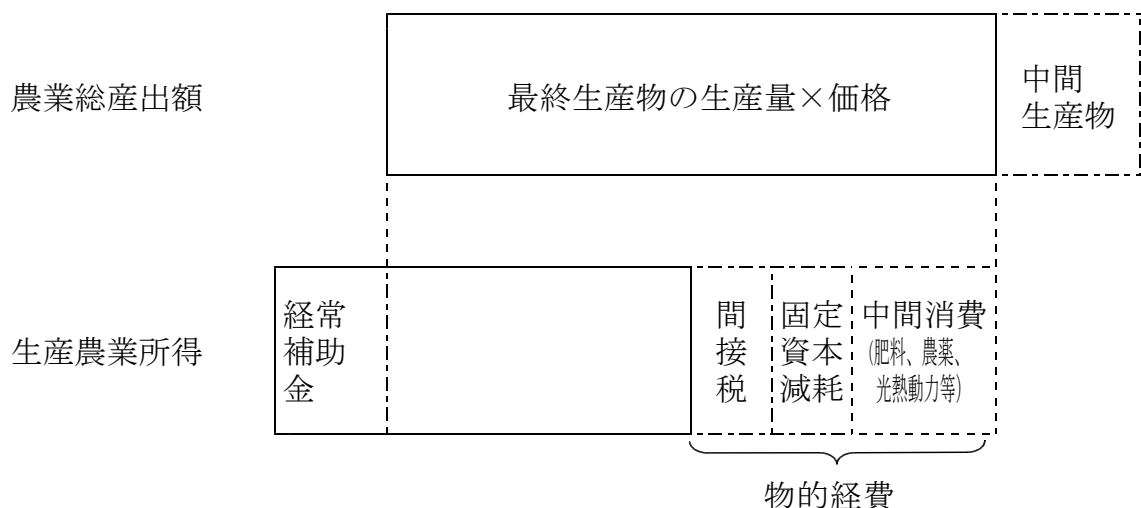 農業総産出額
最終生産物の生産量×価格
中間
生産物
生産農業所得
経常
補助
金
間
接
税
固定
資本
減耗
中間消費
(肥料、農薬、
光熱動力等)
物的経費